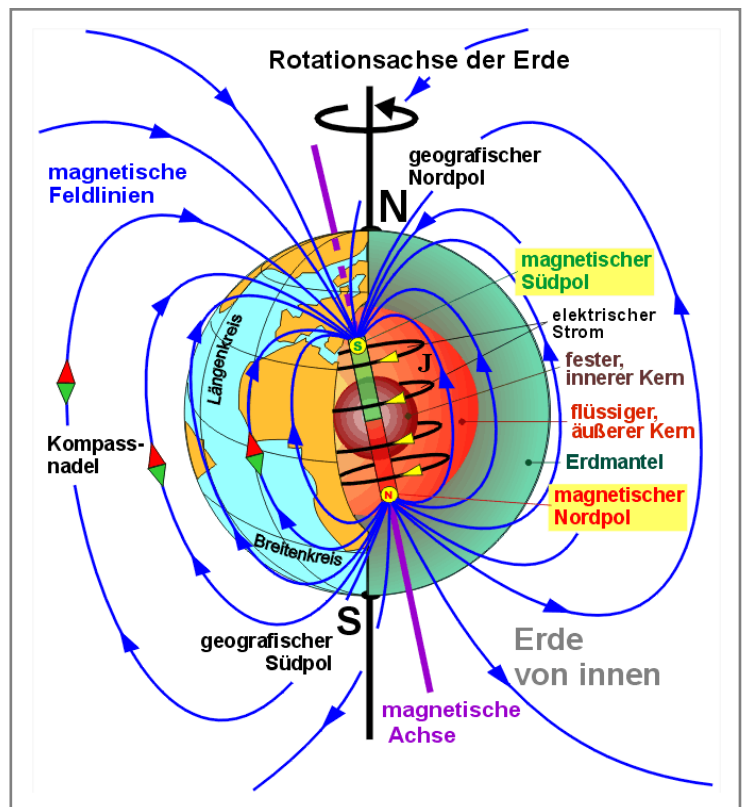 Rotationsachse der Erde
geografischer
Nordpol
magnetische
Feldlinien
N
magnetischer
Südpol
elektrischer
Strom
S
J
Längenkreis
fester,
innerer Kern
flüssiger,
äußerer Kern
Kompass-
nadel
Erdmantel
N
magnetischer
Nordpol
Breitenkreis
S
geografischer
Südpol
Erde
von innen
magnetische
Achse